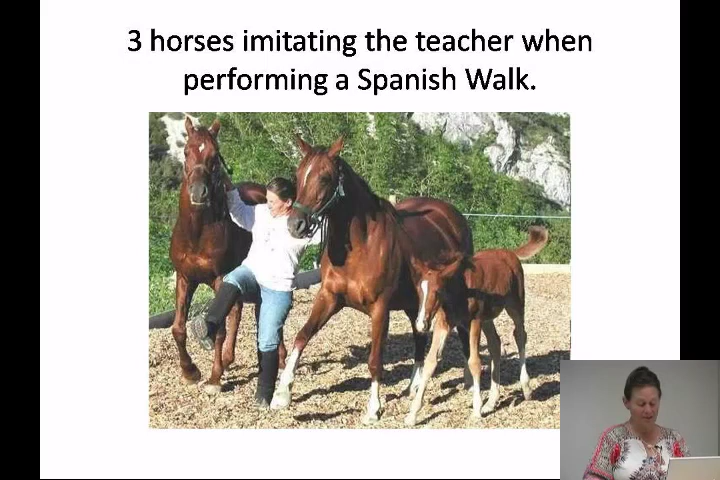 3 horses imitating the teacher when
performing a Spanish Walk.